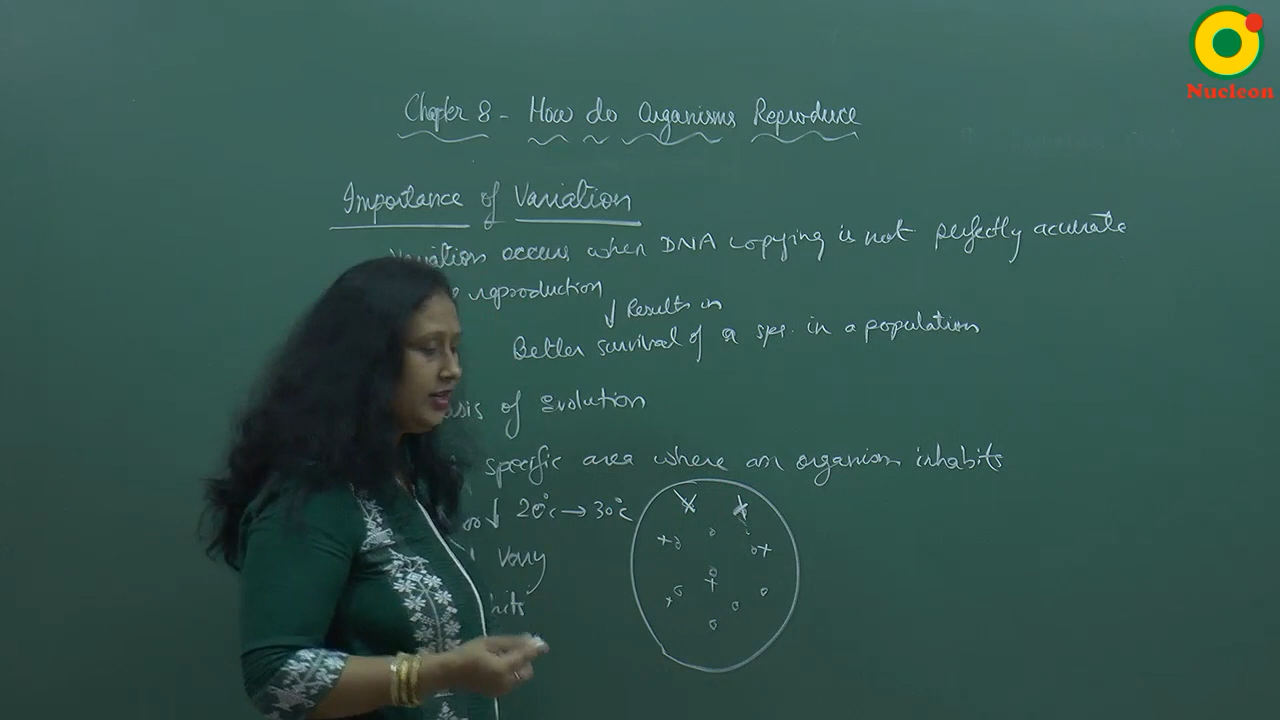 Nucleon
Chapter 8 - How do Organisms Reproduce
Importance of Variation
Variation occurs when DNA copying is not perfectly accurate
reproduction
↓ Results in
Better survival of a spe. in a population
of Evolution
specific area where an organism inhabits
↓ 20°c → 30°c
Vary